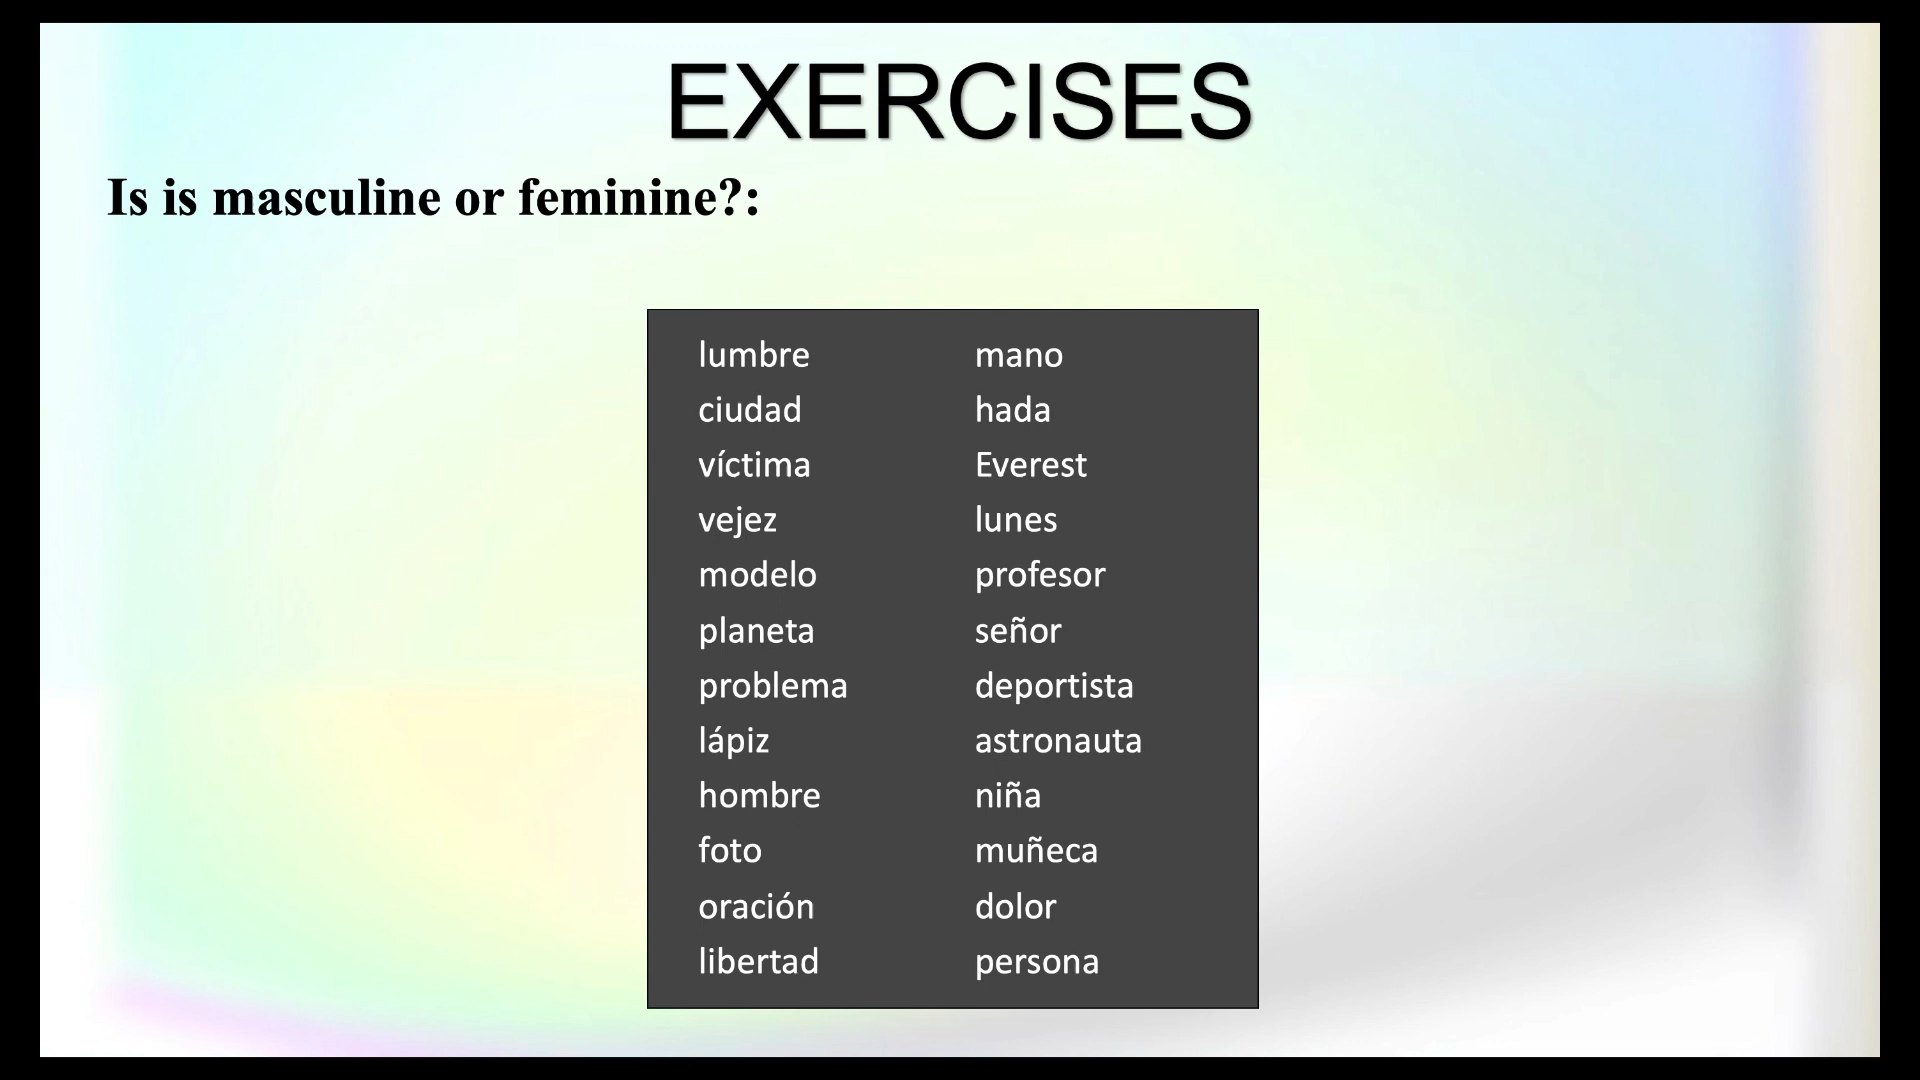 EXERCISES
Is is masculine or feminine?:
lumbre mano
ciudad hada
víctima Everest
vejez lunes
modelo profesor
planeta señor
problema deportista
lápiz astronauta
hombre niña
foto muñeca
oración dolor
libertad persona